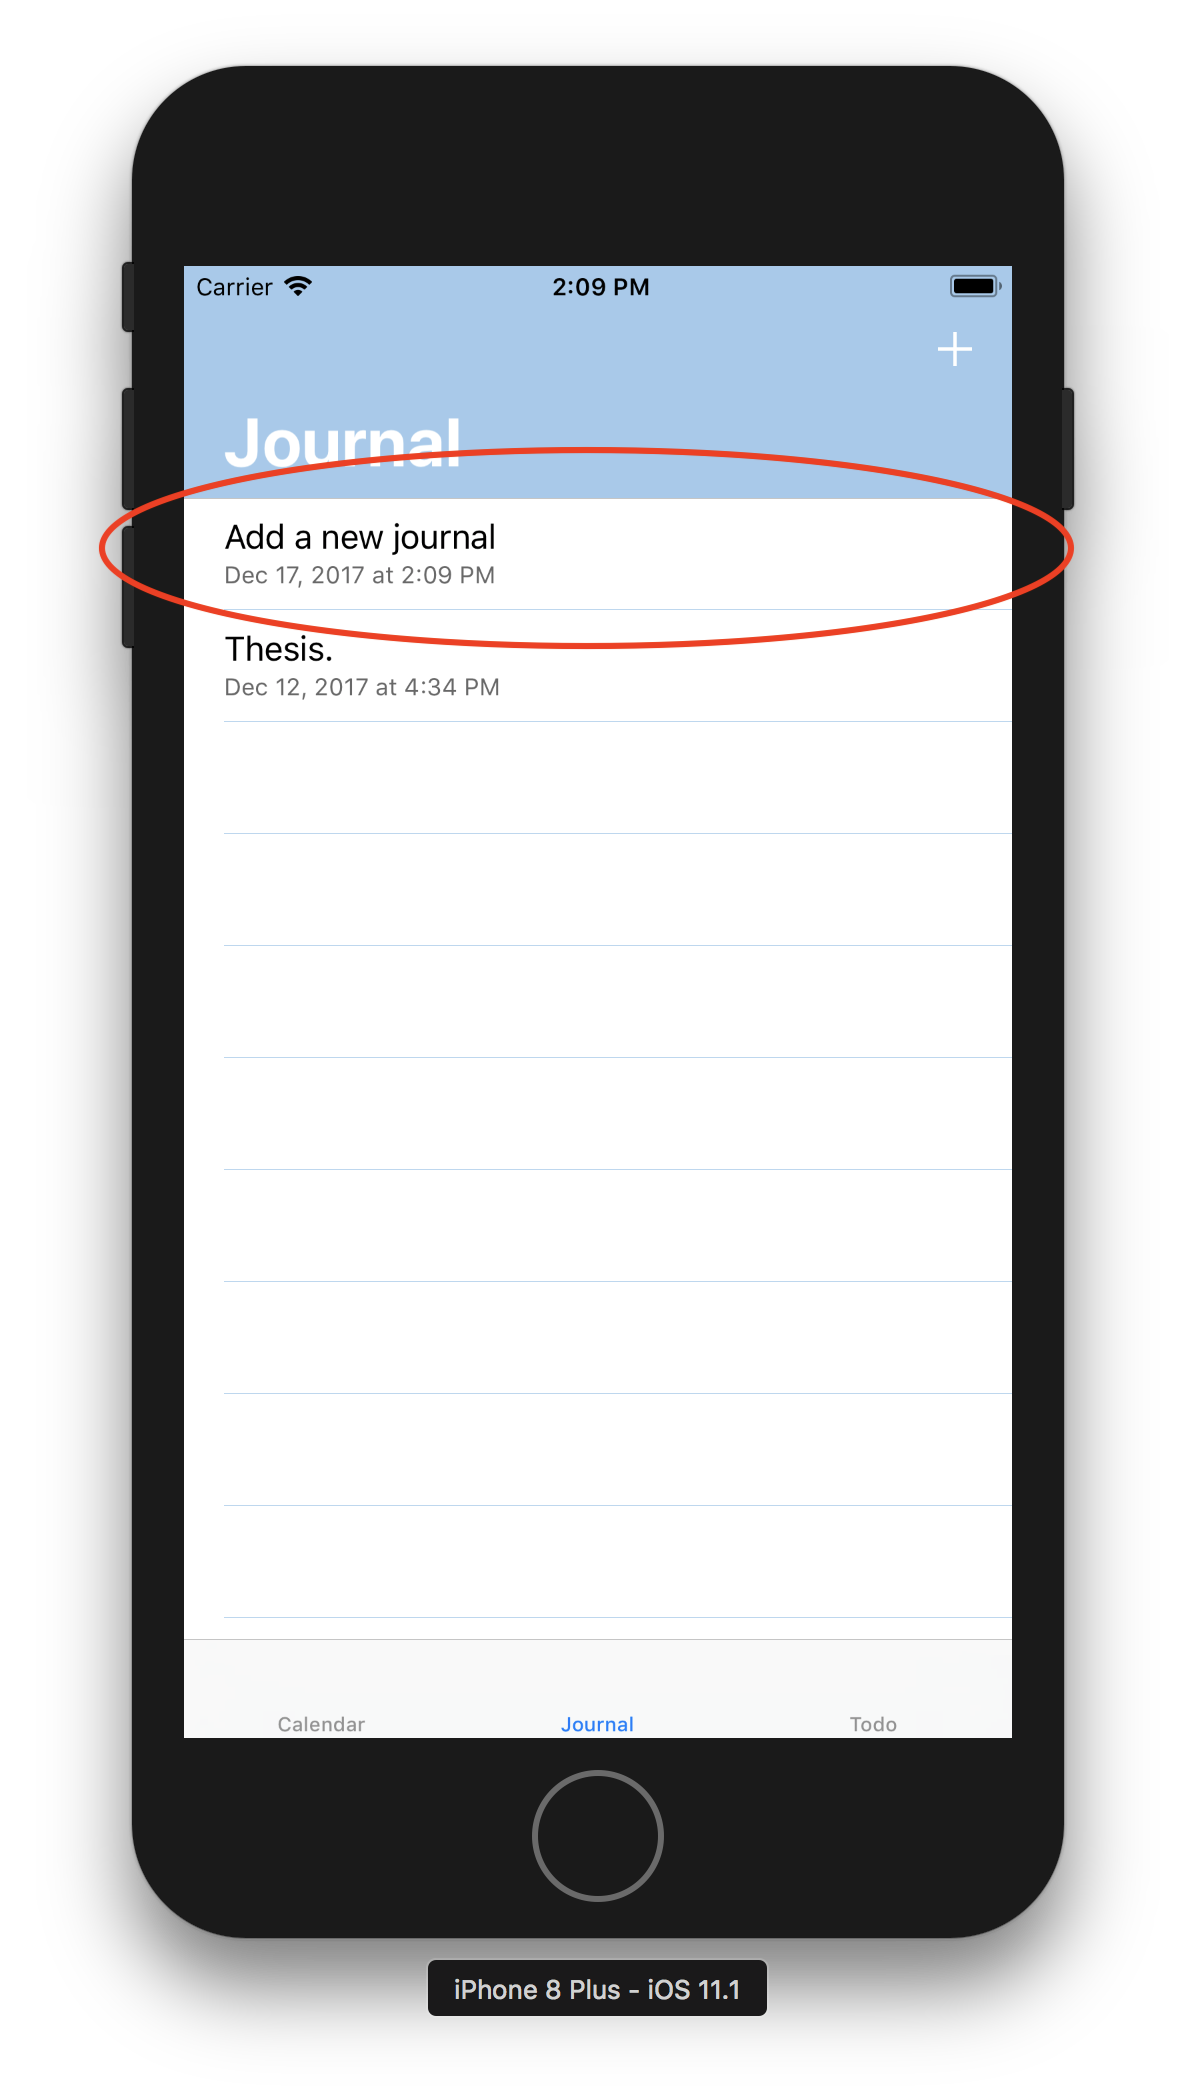 Carrier 2:09 PM
Journal
Add a new journal
Dec 17, 2017 at 2:09 PM
Thesis.
Dec 12, 2017 at 4:34 PM
Calendar Journal Todo
iPhone 8 Plus - iOS 11.1